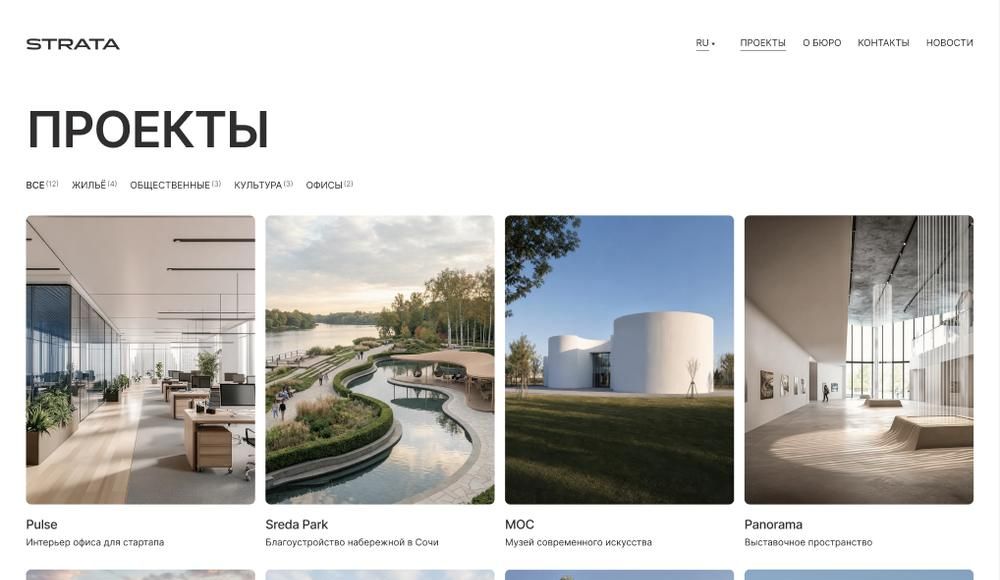 STRATA
RU ПРОЕКТЫ О БЮРО КОНТАКТЫ НОВОСТИ
ПРОЕКТЫ
ВСЕ (12) ЖИЛЬЁ (4) ОБЩЕСТВЕННЫЕ (3) КУЛЬТУРА (3) ОФИСЫ (2)
Pulse
Интерьер офиса для стартапа
Sreda Park
Благоустройство набережной в Сочи
МОС
Музей современного искусства
Panorama
Выставочное пространство